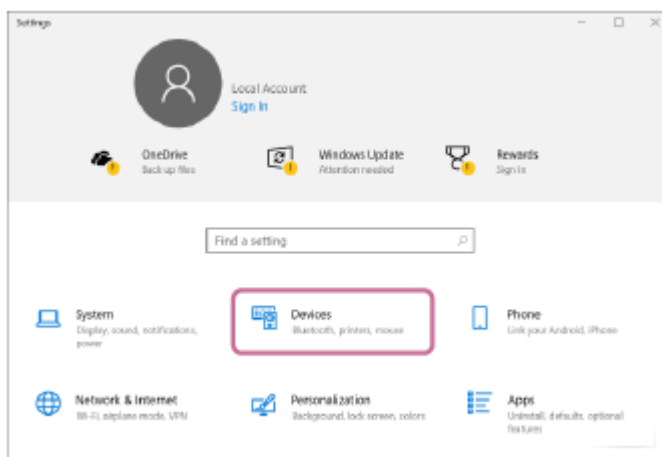 Settings
Local Account
Sign In
OneDrive
Back up files
Windows Update
Attention needed
Rewards
Sign In
Find a setting
System
Display, sound, notifications,
power
Devices
Bluetooth, printers, mouse
Phone
Link your Android, iPhone
Network & Internet
Wi-Fi, airplane mode, VPN
Personalization
Background, lock screen, colors
Apps
Uninstall, defaults, optional
features